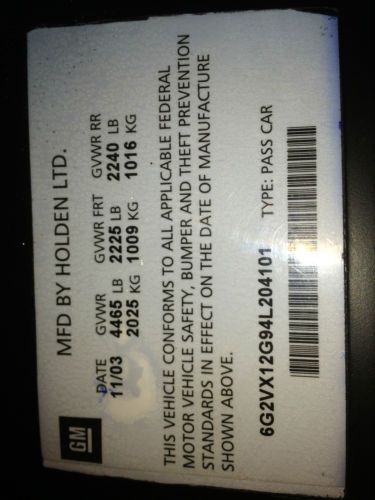 GM
MFD BY HOLDEN LTD.
DATE GVWR GVWR FRT GVWR RR
11/03 4465 LB 2225 LB 2240 LB
2025 KG 1009 KG 1016 KG
THIS VEHICLE CONFORMS TO ALL APPLICABLE FEDERAL
MOTOR VEHICLE SAFETY, BUMPER AND THEFT PREVENTION
STANDARDS IN EFFECT ON THE DATE OF MANUFACTURE
SHOWN ABOVE.
6G2VX12G94L204101 TYPE: PASS CAR